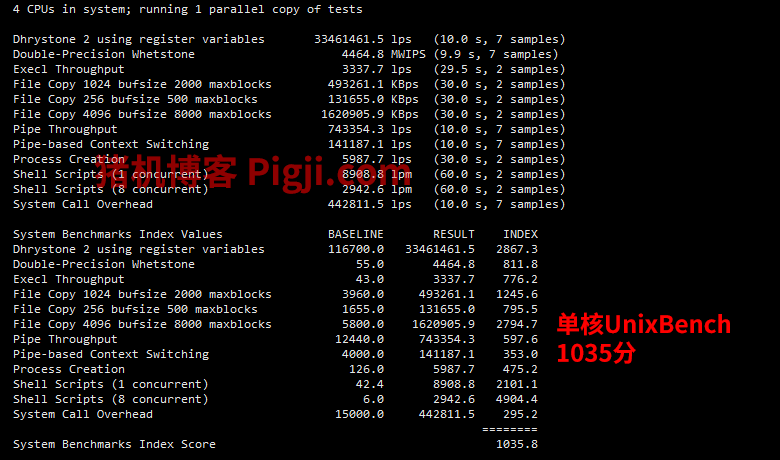 4 CPUs in system; running 1 parallel copy of tests
Dhrystone 2 using register variables 33461461.5 lps (10.0 s, 7 samples)
Double-Precision Whetstone 4464.8 MWIPS (9.9 s, 7 samples)
Execl Throughput 3337.7 lps (29.5 s, 2 samples)
File Copy 1024 bufsize 2000 maxblocks 493261.1 KBps (30.0 s, 2 samples)
File Copy 256 bufsize 500 maxblocks 131655.0 KBps (30.0 s, 2 samples)
File Copy 4096 bufsize 8000 maxblocks 1620905.9 KBps (30.0 s, 2 samples)
Pipe Throughput 743354.3 lps (10.0 s, 7 samples)
Pipe-based Context Switching 141187.1 lps (10.0 s, 7 samples)
Process Creation 5987.7 lps (30.0 s, 2 samples)
猪机博客 Pigji.com
Shell Scripts (1 concurrent) 8908.8 lpm (60.0 s, 2 samples)
Shell Scripts (8 concurrent) 2942.6 lpm (60.0 s, 2 samples)
System Call Overhead 442811.5 lps (10.0 s, 7 samples)
System Benchmarks Index Values BASELINE RESULT INDEX
Dhrystone 2 using register variables 116700.0 33461461.5 2867.3
Double-Precision Whetstone 55.0 4464.8 811.8
Execl Throughput 43.0 3337.7 776.2
File Copy 1024 bufsize 2000 maxblocks 3960.0 493261.1 1245.6
File Copy 256 bufsize 500 maxblocks 1655.0 131655.0 795.5
File Copy 4096 bufsize 8000 maxblocks 5800.0 1620905.9 2794.7
Pipe Throughput 12440.0 743354.3 597.6
Pipe-based Context Switching 4000.0 141187.1 353.0
Process Creation 126.0 5987.7 475.2
Shell Scripts (1 concurrent) 42.4 8908.8 2101.1
Shell Scripts (8 concurrent) 6.0 2942.6 4904.4
System Call Overhead 15000.0 442811.5 295.2
========
System Benchmarks Index Score 1035.8
单核UnixBench
1035分